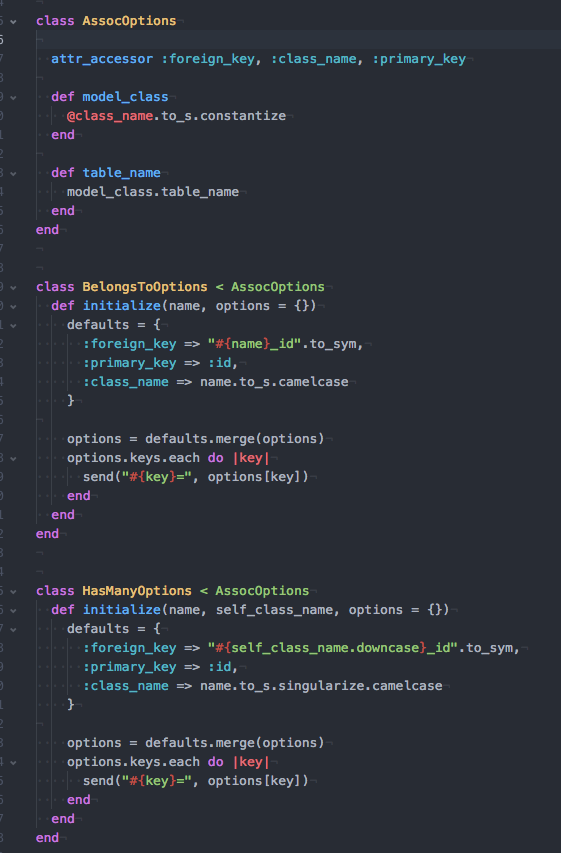 class AssocOptions
  attr_accessor :foreign_key, :class_name, :primary_key
  def model_class
    @class_name.to_s.constantize
  end
  def table_name
    model_class.table_name
  end
end
class BelongsToOptions < AssocOptions
  def initialize(name, options = {})
    defaults = {
      :foreign_key => "#{name}_id".to_sym,
      :primary_key => :id,
      :class_name => name.to_s.camelcase
    }
    options = defaults.merge(options)
    options.keys.each do |key|
      send("#{key}=", options[key])
    end
  end
end
class HasManyOptions < AssocOptions
  def initialize(name, self_class_name, options = {})
    defaults = {
      :foreign_key => "#{self_class_name.downcase}_id".to_sym,
      :primary_key => :id,
      :class_name => name.to_s.singularize.camelcase
    }
    options = defaults.merge(options)
    options.keys.each do |key|
      send("#{key}=", options[key])
    end
  end
end